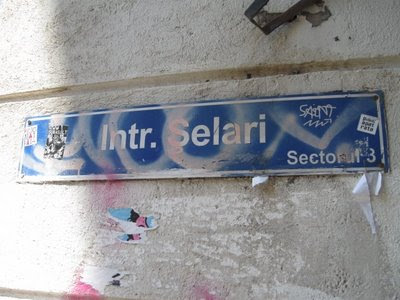 Intr. Selari
Sectorul 3